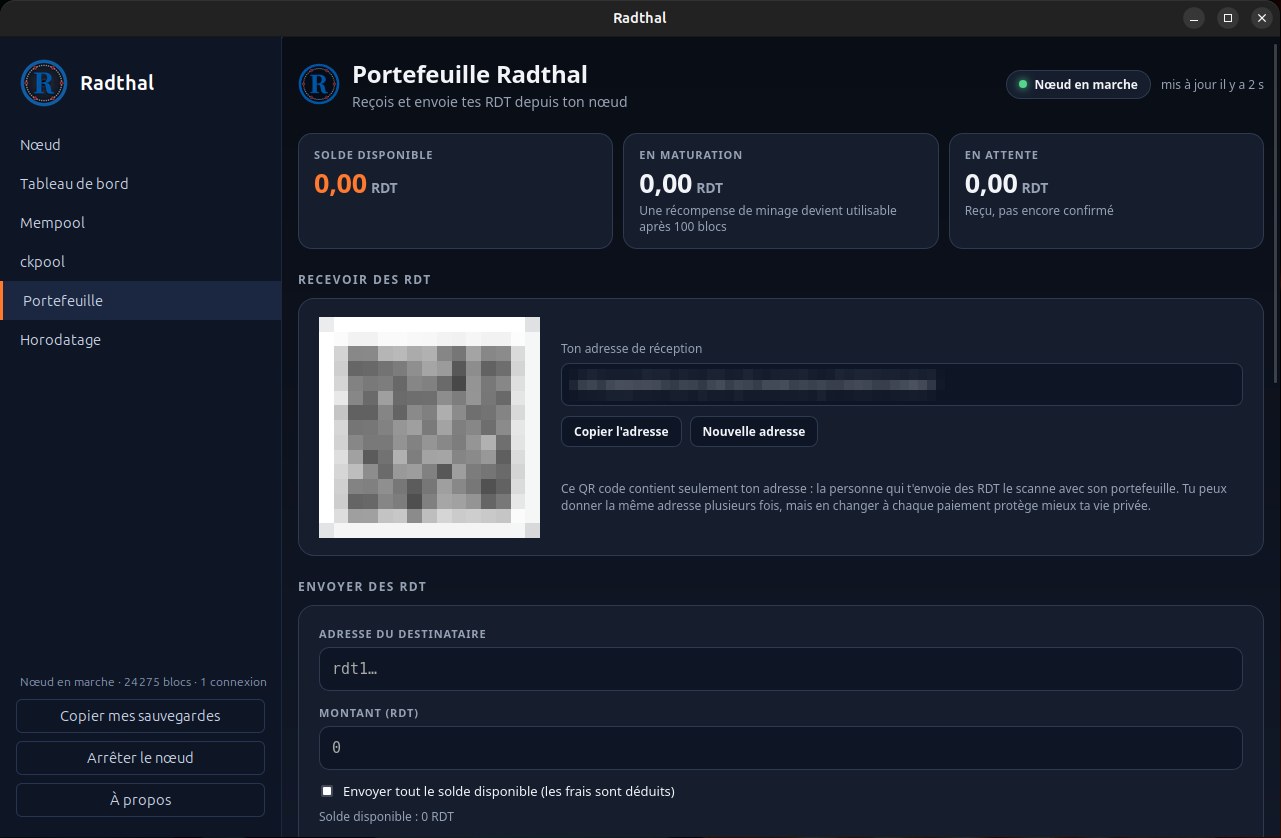 Radthal
Radthal
Nœud
Tableau de bord
Mempool
ckpool
Portefeuille
Horodatage
Nœud en marche · 24275 blocs · 1 connexion
Copier mes sauvegardes
Arrêter le nœud
À propos
Portefeuille Radthal
Reçois et envoie tes RDT depuis ton nœud
Nœud en marche
mis à jour il y a 2 s
SOLDE DISPONIBLE
0,00 RDT
EN MATURATION
0,00 RDT
Une récompense de minage devient utilisable
après 100 blocs
EN ATTENTE
0,00 RDT
Reçu, pas encore confirmé
RECEVOIR DES RDT
Ton adresse de réception
Copier l'adresse
Nouvelle adresse
Ce QR code contient seulement ton adresse : la personne qui t'envoie des RDT le scanne avec son portefeuille. Tu peux
donner la même adresse plusieurs fois, mais en changer à chaque paiement protège mieux ta vie privée.
ENVOYER DES RDT
ADRESSE DU DESTINATAIRE
rdt1…
MONTANT (RDT)
0
Envoyer tout le solde disponible (les frais sont déduits)
Solde disponible : 0 RDT